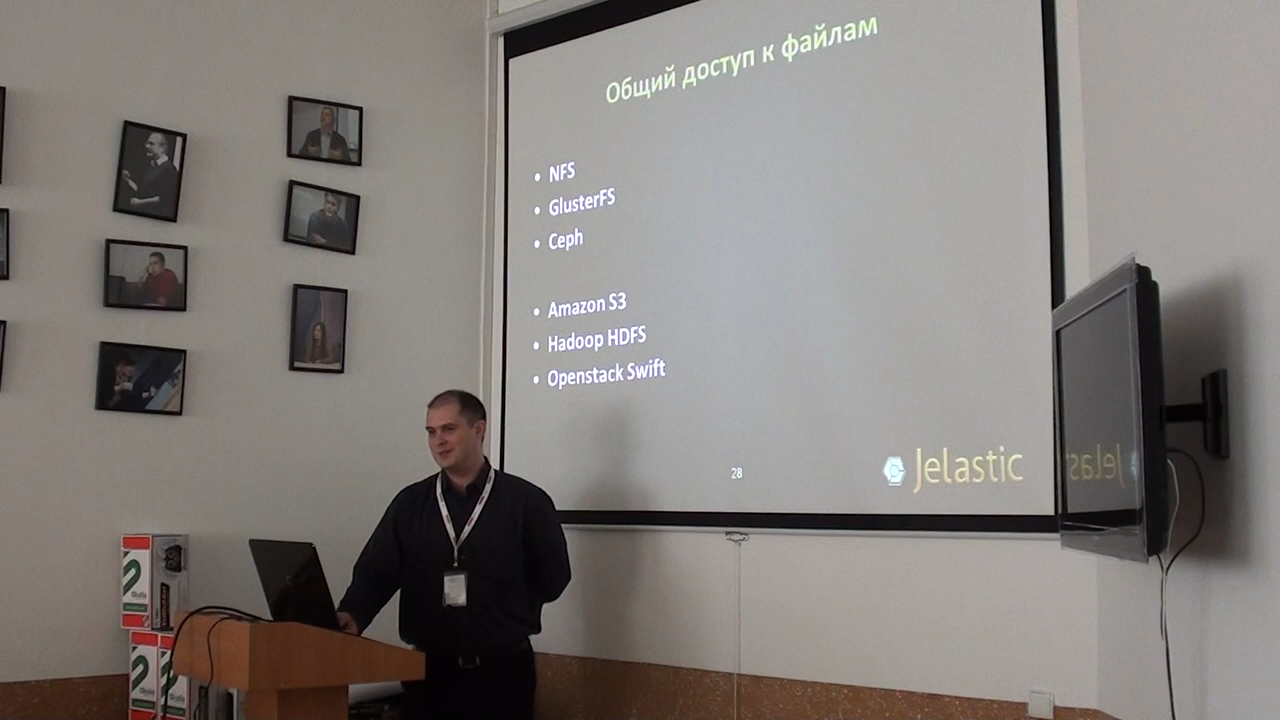 Общий доступ к файлам
• NFS
• GlusterFS
• Ceph
• Amazon S3
• Hadoop HDFS
• Openstack Swift
28
Jelastic